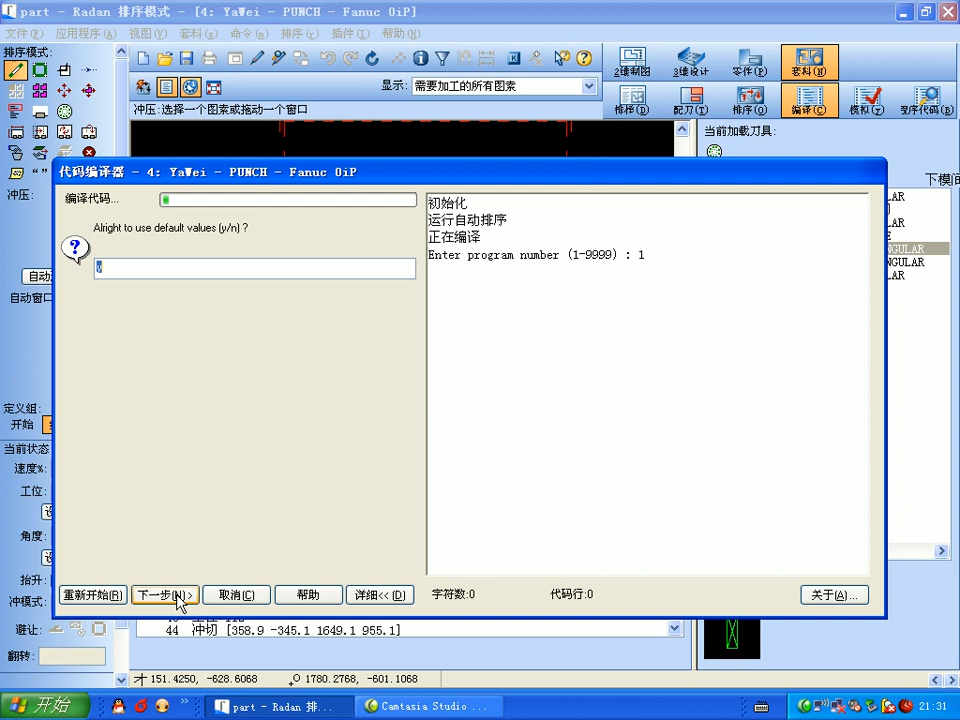 part - Radan 排序模式 - [4: YaWei - PUNCH - Fanuc OiP]
文件(F) 应用程序(A) 视图(V) 套料(s) 命令(m) 排序(r) 插件(I) 帮助(H)
排序模式:
2维制图 3维设计 零件(P) 套料(N)
显示: 需要加工的所有图素
排样(D) 配刀(T) 排序(O) 编译(C) 模拟(V) 程序代码(B)
冲压:选择一个图素或拖动一个窗口
当前加载刀具:
代码编译器 - 4: YaWei - PUNCH - Fanuc OiP
下模间
冲压:
编译代码...
初始化
LAR
Alright to use default values (y/n) ?
运行自动排序
正在编译
LAR
E
Enter program number (1-9999) : 1
NGULAR
y
NGULAR
自动
LAR
自动窗口
定义组:
开始
当前状态
速度%:
工位:
设
角度:
设
抬升:
重新开始(R) 下一步(N)> 取消(C) 帮助 详细<< (D) 字符数:0 代码行:0 关于(A)...
冲模式:
避让:
44 冲切 [358.9 -345.1 1649.1 955.1]
翻转:
151.4250, -628.6068 1780.2768, -601.1068
开始 part - Radan 排... Camtasia Studio ... 21:31